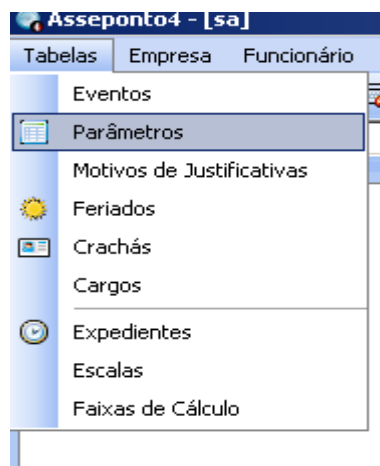 Asseponto4 - [sa]
Tabelas Empresa Funcionário
Eventos
Parâmetros
Motivos de Justificativas
Feriados
Crachás
Cargos
Expedientes
Escalas
Faixas de Cálculo